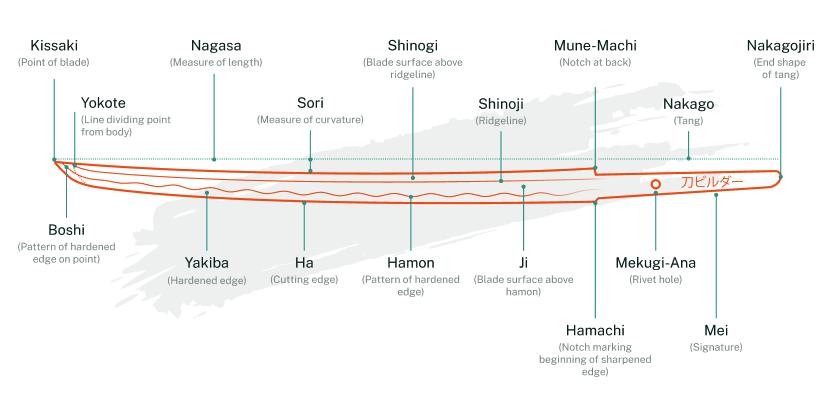 Kissaki
(Point of blade)
Nagasa
(Measure of length)
Shinogi
(Blade surface above
ridgeline)
Mune-Machi
(Notch at back)
Nakagojiri
(End shape
of tang)
Yokote
(Line dividing point
from body)
Sori
(Measure of curvature)
Shinoji
(Ridgeline)
Nakago
(Tang)
刀ビルダー
Boshi
(Pattern of hardened
edge on point)
Yakiba
(Hardened edge)
Ha
(Cutting edge)
Hamon
(Pattern of hardened
edge)
Ji
(Blade surface above
hamon)
Mekugi-Ana
(Rivet hole)
Hamachi
(Notch marking
beginning of sharpened
edge)
Mei
(Signature)